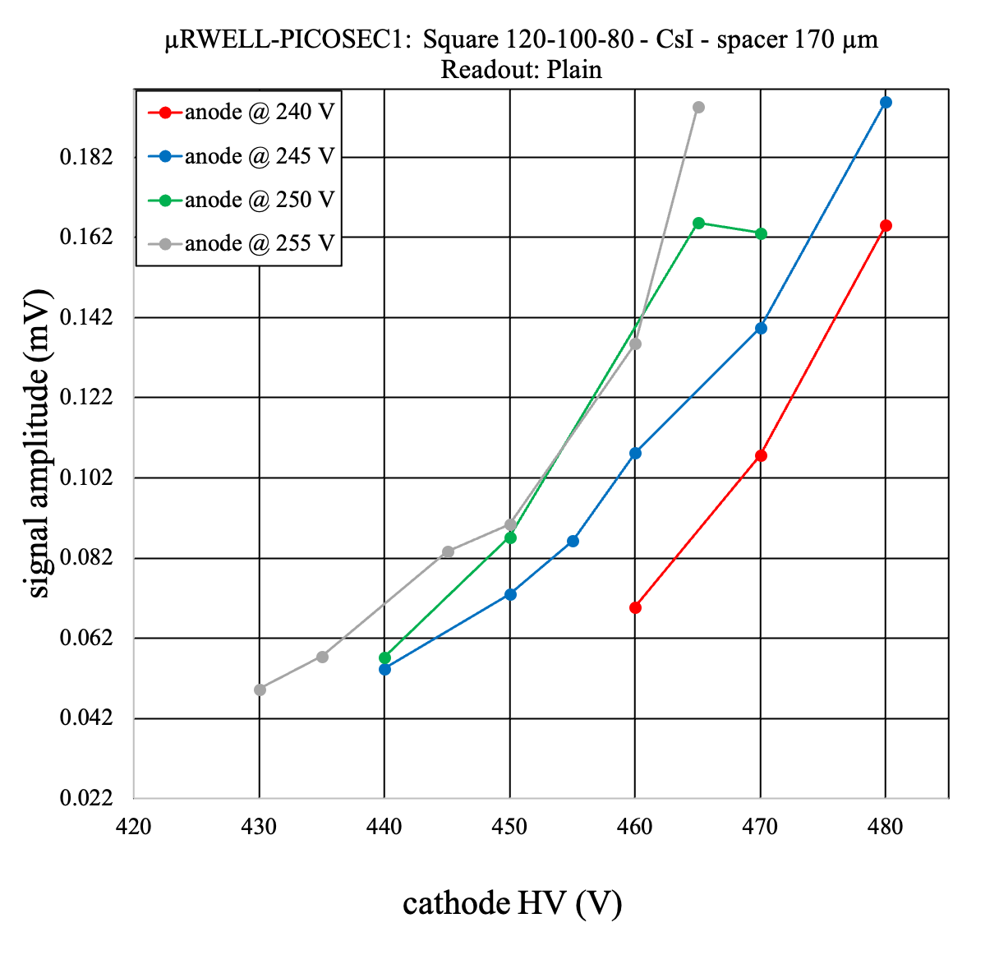 µRWELL-PICOSEC1: Square 120-100-80 - CsI - spacer 170 µm
Readout: Plain
anode @ 240 V
anode @ 245 V
anode @ 250 V
anode @ 255 V
signal amplitude (mV)
0.182
0.162
0.142
0.122
0.102
0.082
0.062
0.042
0.022
420 430 440 450 460 470 480
cathode HV (V)